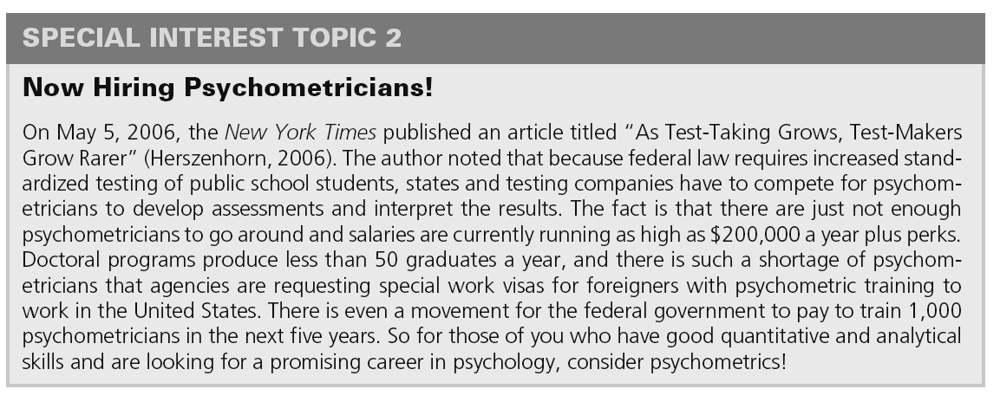 SPECIAL INTEREST TOPIC 2
Now Hiring Psychometricians!
On May 5, 2006, the New York Times published an article titled “As Test-Taking Grows, Test-Makers
Grow Rarer” (Herszenhorn, 2006). The author noted that because federal law requires increased stand-
ardized testing of public school students, states and testing companies have to compete for psychom-
etricians to develop assessments and interpret the results. The fact is that there are just not enough
psychometricians to go around and salaries are currently running as high as $200,000 a year plus perks.
Doctoral programs produce less than 50 graduates a year, and there is such a shortage of psychom-
etricians that agencies are requesting special work visas for foreigners with psychometric training to
work in the United States. There is even a movement for the federal government to pay to train 1,000
psychometricians in the next five years. So for those of you who have good quantitative and analytical
skills and are looking for a promising career in psychology, consider psychometrics!